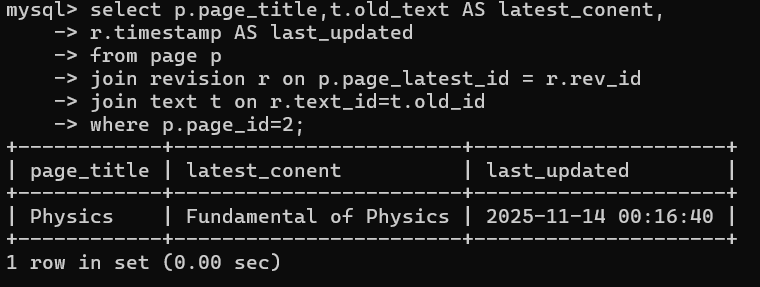 mysql> select p.page_title,t.old_text AS latest_conent,
    -> r.timestamp AS last_updated
    -> from page p
    -> join revision r on p.page_latest_id = r.rev_id
    -> join text t on r.text_id=t.old_id
    -> where p.page_id=2;
+------------+------------------------+---------------------+
| page_title | latest_conent          | last_updated        |
+------------+------------------------+---------------------+
| Physics    | Fundamental of Physics | 2025-11-14 00:16:40 |
+------------+------------------------+---------------------+
1 row in set (0.00 sec)